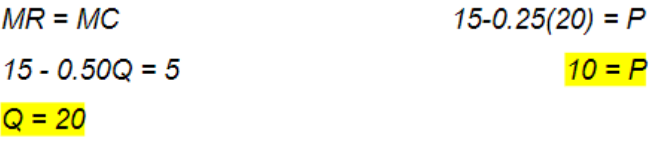 MR = MC
15 - 0.50Q = 5
Q = 20
15-0.25(20) = P
10 = P